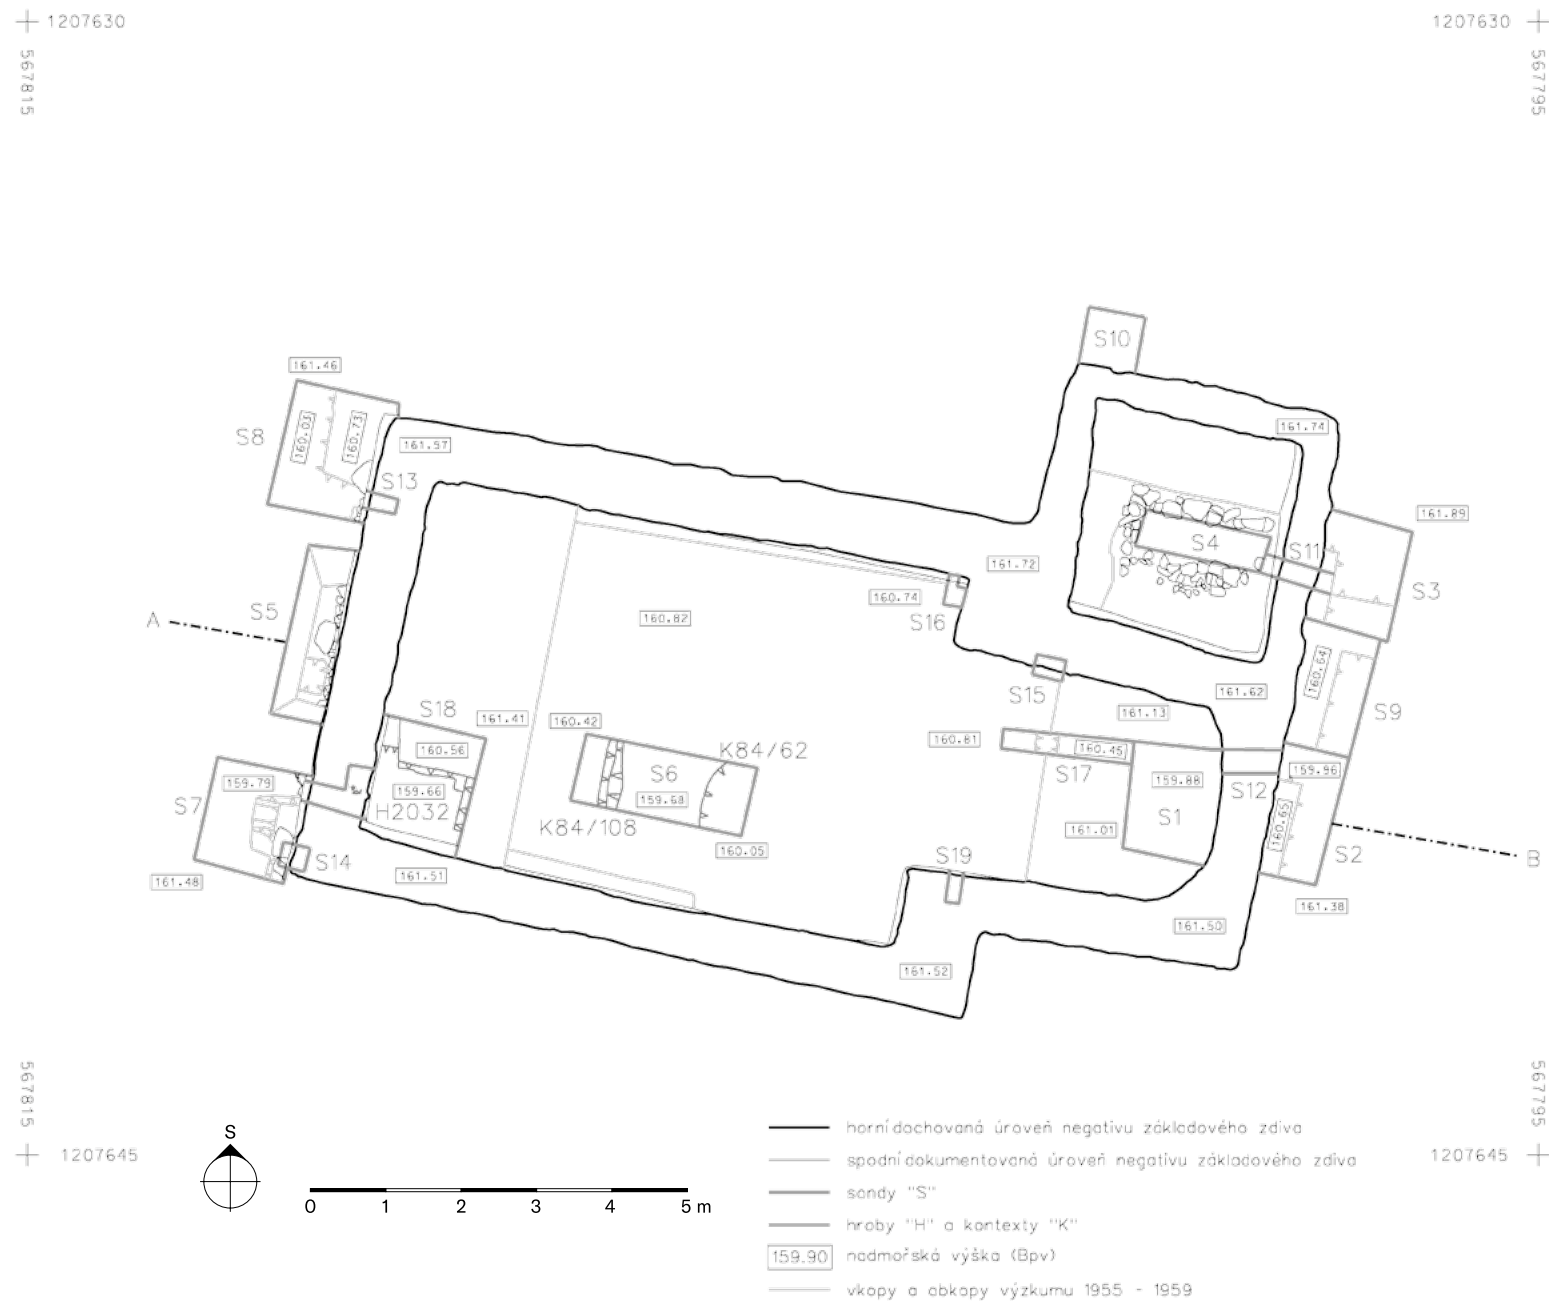 1207630
1207630
567815
567795
S10
161.46
161.74
S8
160.03
160.73
161.57
S13
161.89
S4
S11
161.72
S3
160.74
S5
160.82
S16
A
160.64
S15
161.62
S18
161.41
160.42
161.13
S9
160.81
160.56
K84/62
160.45
S6
S17
159.88
159.96
159.79
159.66
159.68
S12
S7
H2032
K84/108
161.01
S1
160.65
160.05
S19
S2
B
S14
161.48
161.51
161.38
161.50
161.52
567815
567795
S
horní dochovaná úroveň negativu základového zdiva
1207645
1207645
spodní dokumentovaná úroveň negativu základového zdiva
sondy "S"
0 1 2 3 4 5 m
hroby "H" a kontexty "K"
159.90 nadmořská výška (Bpv)
vkopy a obkopy výzkumu 1955 - 1959